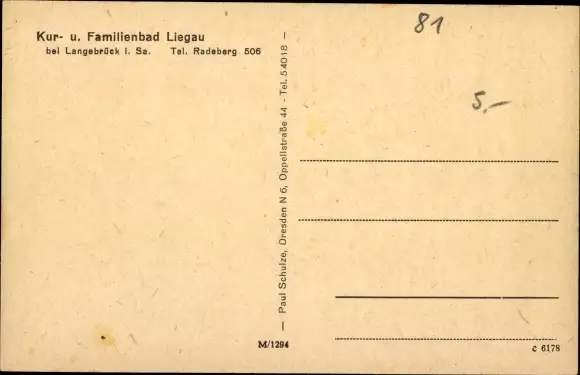 Kur- u. Familienbad Liegau
bei Langebrück i. Sa. Tel. Radeberg 506
— Paul Schulze, Dresden N 6, Oppellstraße 44 - Tel. 54018 —
81
5,-
M/1294
c 6178